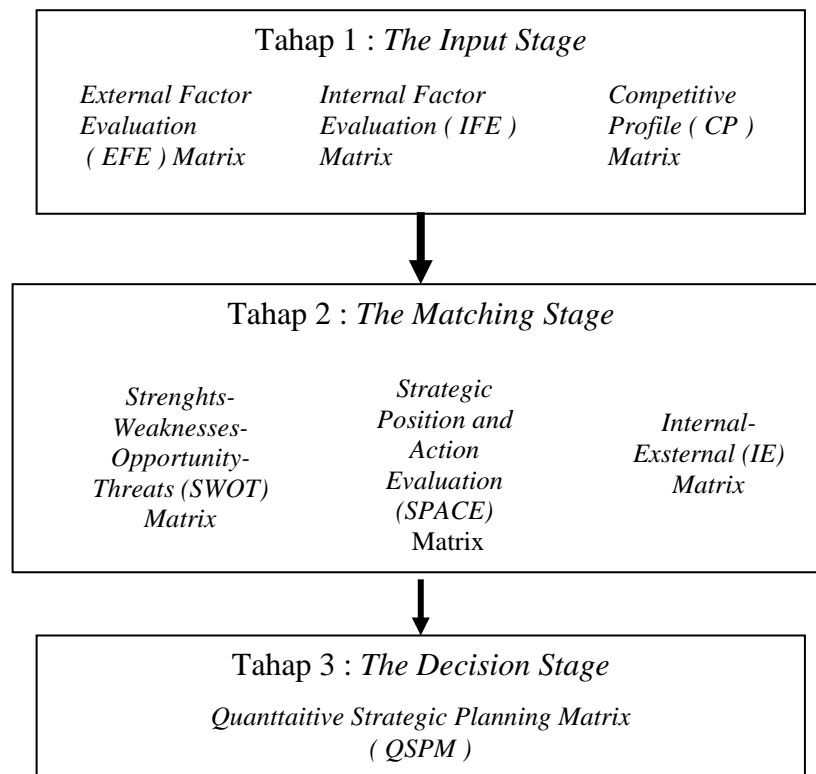 Tahap 1 : The Input Stage
External Factor
Evaluation
( EFE ) Matrix
Internal Factor
Evaluation ( IFE )
Matrix
Competitive
Profile ( CP )
Matrix
Tahap 2 : The Matching Stage
Strenghts-
Weaknesses-
Opportunity-
Threats (SWOT)
Matrix
Strategic
Position and
Action
Evaluation
(SPACE)
Matrix
Internal-
Exsternal (IE)
Matrix
Tahap 3 : The Decision Stage
Quanttaitive Strategic Planning Matrix
( QSPM )